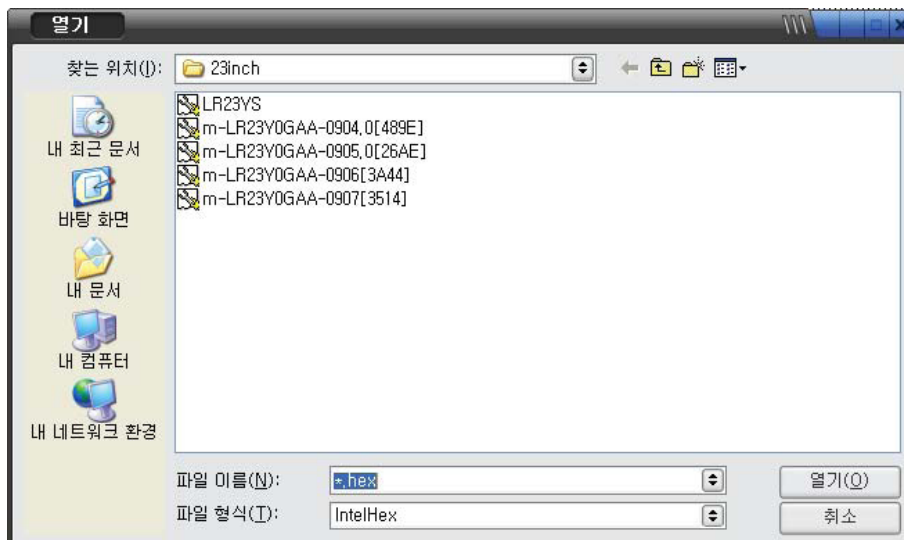 열기
찾는 위치(I):
23inch
LR23YS
m-LR23Y0GAA-0904,0[489E]
m-LR23Y0GAA-0905,0[26AE]
m-LR23Y0GAA-0906[3A44]
m-LR23Y0GAA-0907[3514]
내 최근 문서
바탕 화면
내 문서
내 컴퓨터
내 네트워크 환경
파일 이름(N):
*.hex
열기(O)
파일 형식(T):
IntelHex
취소